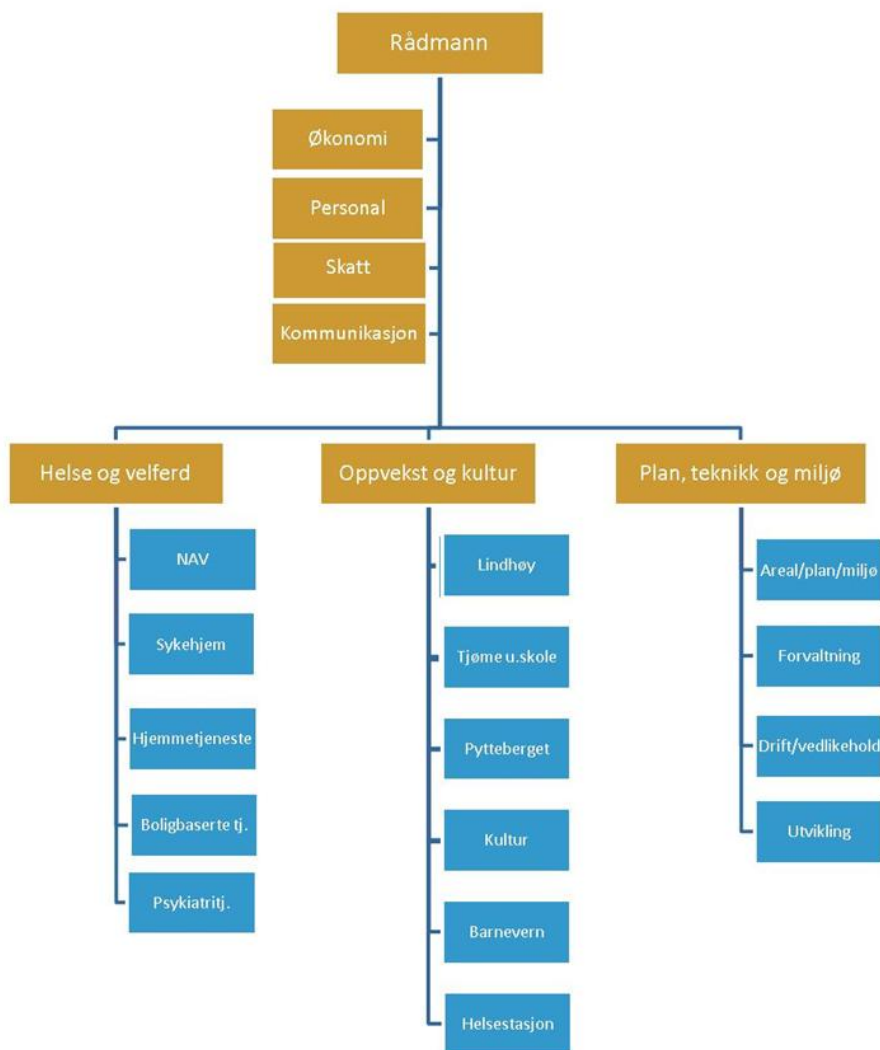 Rådmann
Økonomi
Personal
Skatt
Kommunikasjon
Helse og velferd
NAV
Sykehjem
Hjemmetjeneste
Boligbaserte tj.
Psykiatritj.
Oppvekst og kultur
Lindhøy
Tjøme u.skole
Pytteberget
Kultur
Barnevern
Helsestasjon
Plan, teknikk og miljø
Areal/plan/miljø
Forvaltning
Drift/vedlikehold
Utvikling